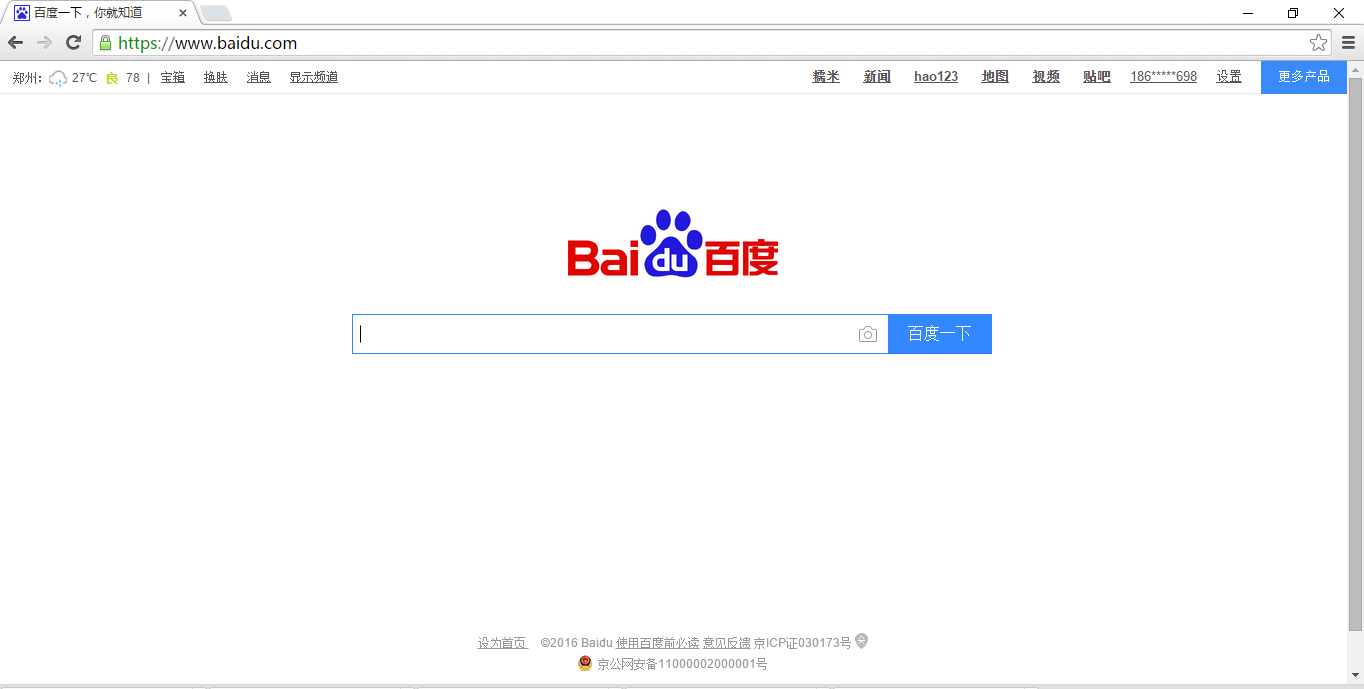 百度一下，你就知道
https://www.baidu.com
郑州： 27℃ 良 78 | 宝箱 换肤 消息 显示频道 糯米 新闻 hao123 地图 视频 贴吧 186*****698 设置 更多产品
Bai du 百度
百度一下
设为首页 ©2016 Baidu 使用百度前必读 意见反馈 京ICP证030173号
京公网安备11000002000001号